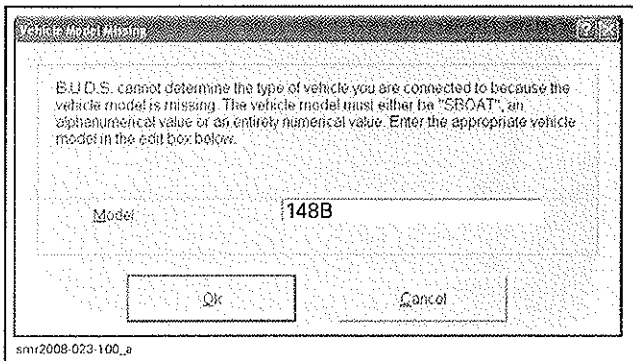 Vehicle Model Missing
B.U.D.S. cannot determine the type of vehicle you are connected to because the
vehicle model is missing. The vehicle model must either be "SBOAT", an
alphanumerical value or an entirely numerical value. Enter the appropriate vehicle
model in the edit box below.
Model
148B
Ok
Cancel
smr2008-023-100_a